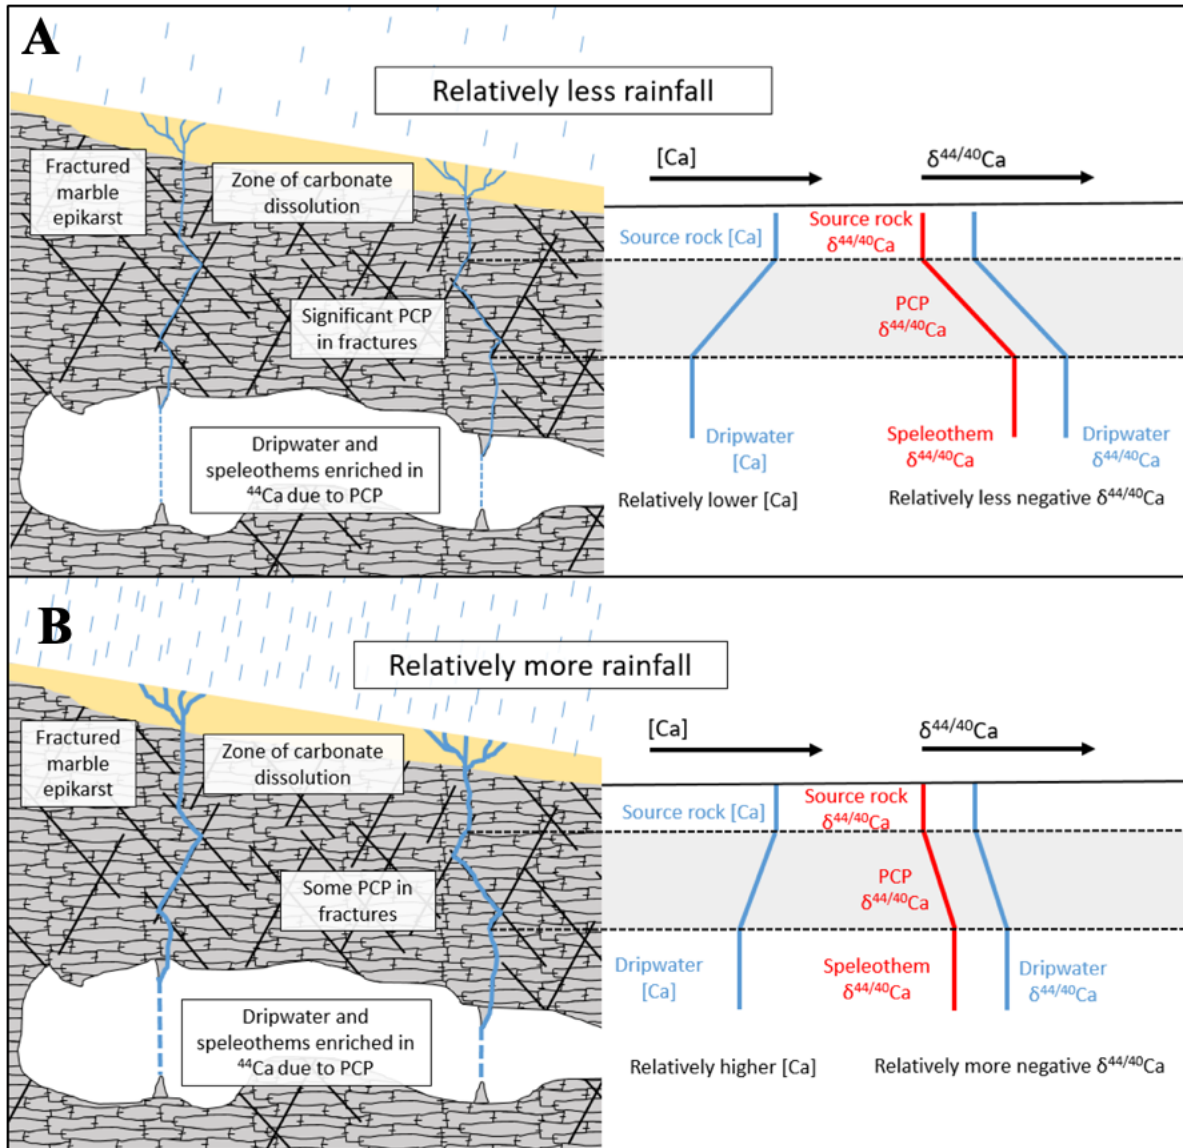 A
Relatively less rainfall
Fractured
marble
epikarst
Zone of carbonate
dissolution
Significant PCP
in fractures
Dripwater and
speleothems enriched in
⁴⁴Ca due to PCP
[Ca]
δ⁴⁴/⁴⁰Ca
Source rock [Ca]
Source rock
δ⁴⁴/⁴⁰Ca
PCP
δ⁴⁴/⁴⁰Ca
Dripwater
[Ca]
Speleothem
δ⁴⁴/⁴⁰Ca
Dripwater
δ⁴⁴/⁴⁰Ca
Relatively lower [Ca]
Relatively less negative δ⁴⁴/⁴⁰Ca
B
Relatively more rainfall
Fractured
marble
epikarst
Zone of carbonate
dissolution
Some PCP in
fractures
Dripwater and
speleothems enriched in
⁴⁴Ca due to PCP
[Ca]
δ⁴⁴/⁴⁰Ca
Source rock [Ca]
Source rock
δ⁴⁴/⁴⁰Ca
PCP
δ⁴⁴/⁴⁰Ca
Dripwater
[Ca]
Speleothem
δ⁴⁴/⁴⁰Ca
Dripwater
δ⁴⁴/⁴⁰Ca
Relatively higher [Ca]
Relatively more negative δ⁴⁴/⁴⁰Ca